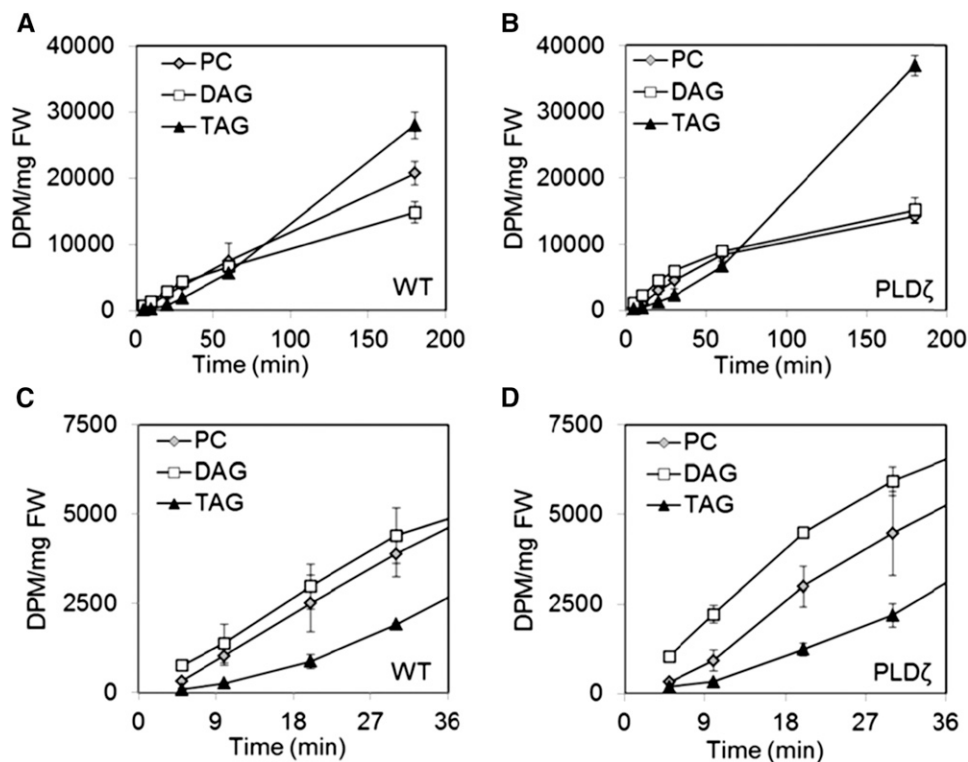 A
40000
30000
20000
10000
0
DPM/mg FW
PC
DAG
TAG
WT
0 50 100 150 200
Time (min)
B
40000
30000
20000
10000
0
DPM/mg FW
PC
DAG
TAG
PLDζ
0 50 100 150 200
Time (min)
C
7500
5000
2500
0
DPM/mg FW
PC
DAG
TAG
WT
0 9 18 27 36
Time (min)
D
7500
5000
2500
0
DPM/mg FW
PC
DAG
TAG
PLDζ
0 9 18 27 36
Time (min)